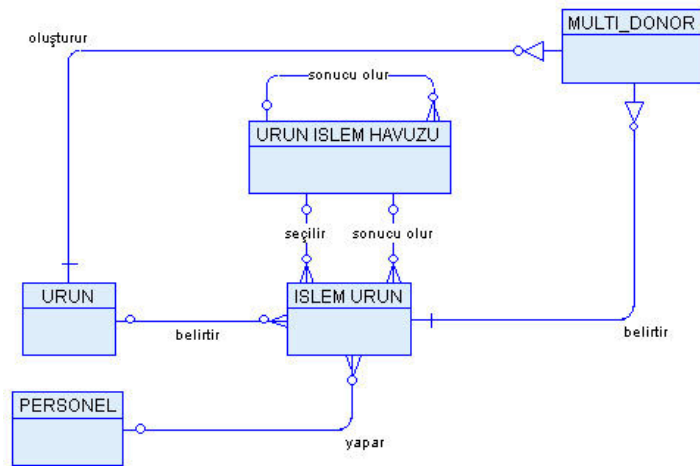 MULTI_DONOR
oluşturur
sonucu olur
URUN ISLEM HAVUZU
seçilir
sonucu olur
URUN
ISLEM URUN
belirtir
belirtir
PERSONEL
yapar